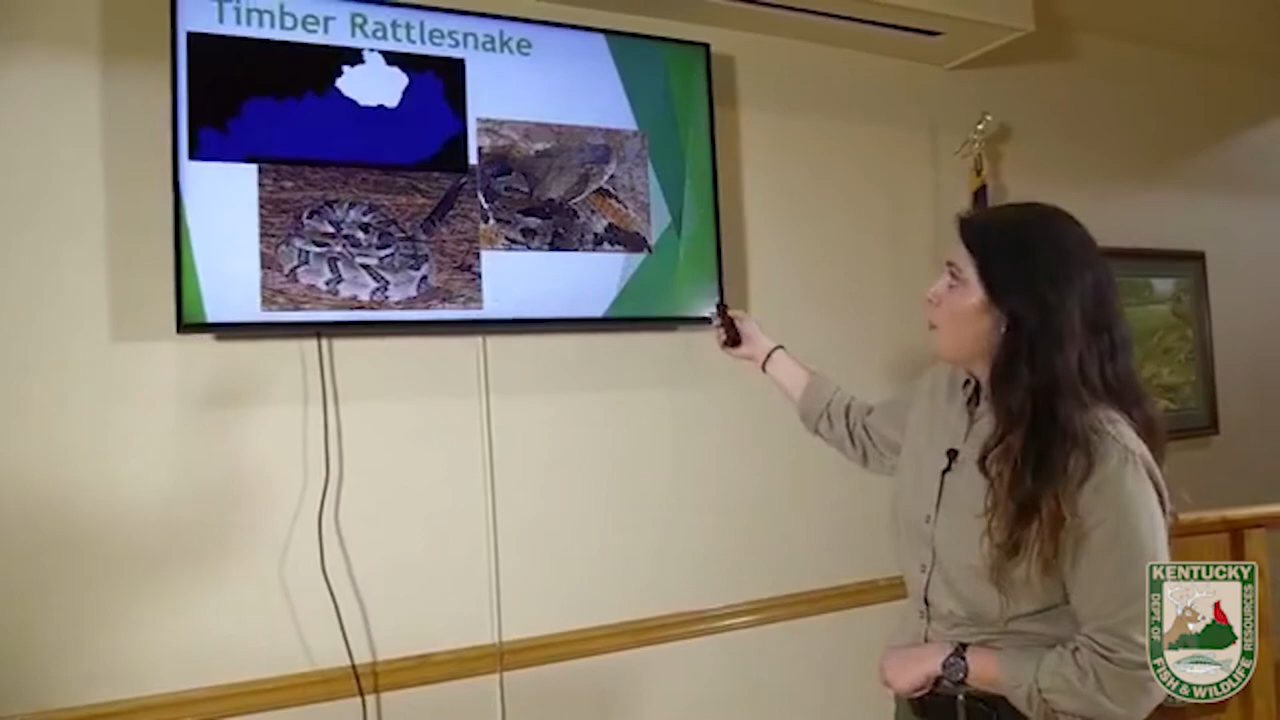 Timber Rattlesnake
KENTUCKY
DEPT. OF
FISH & WILDLIFE
RESOURCES